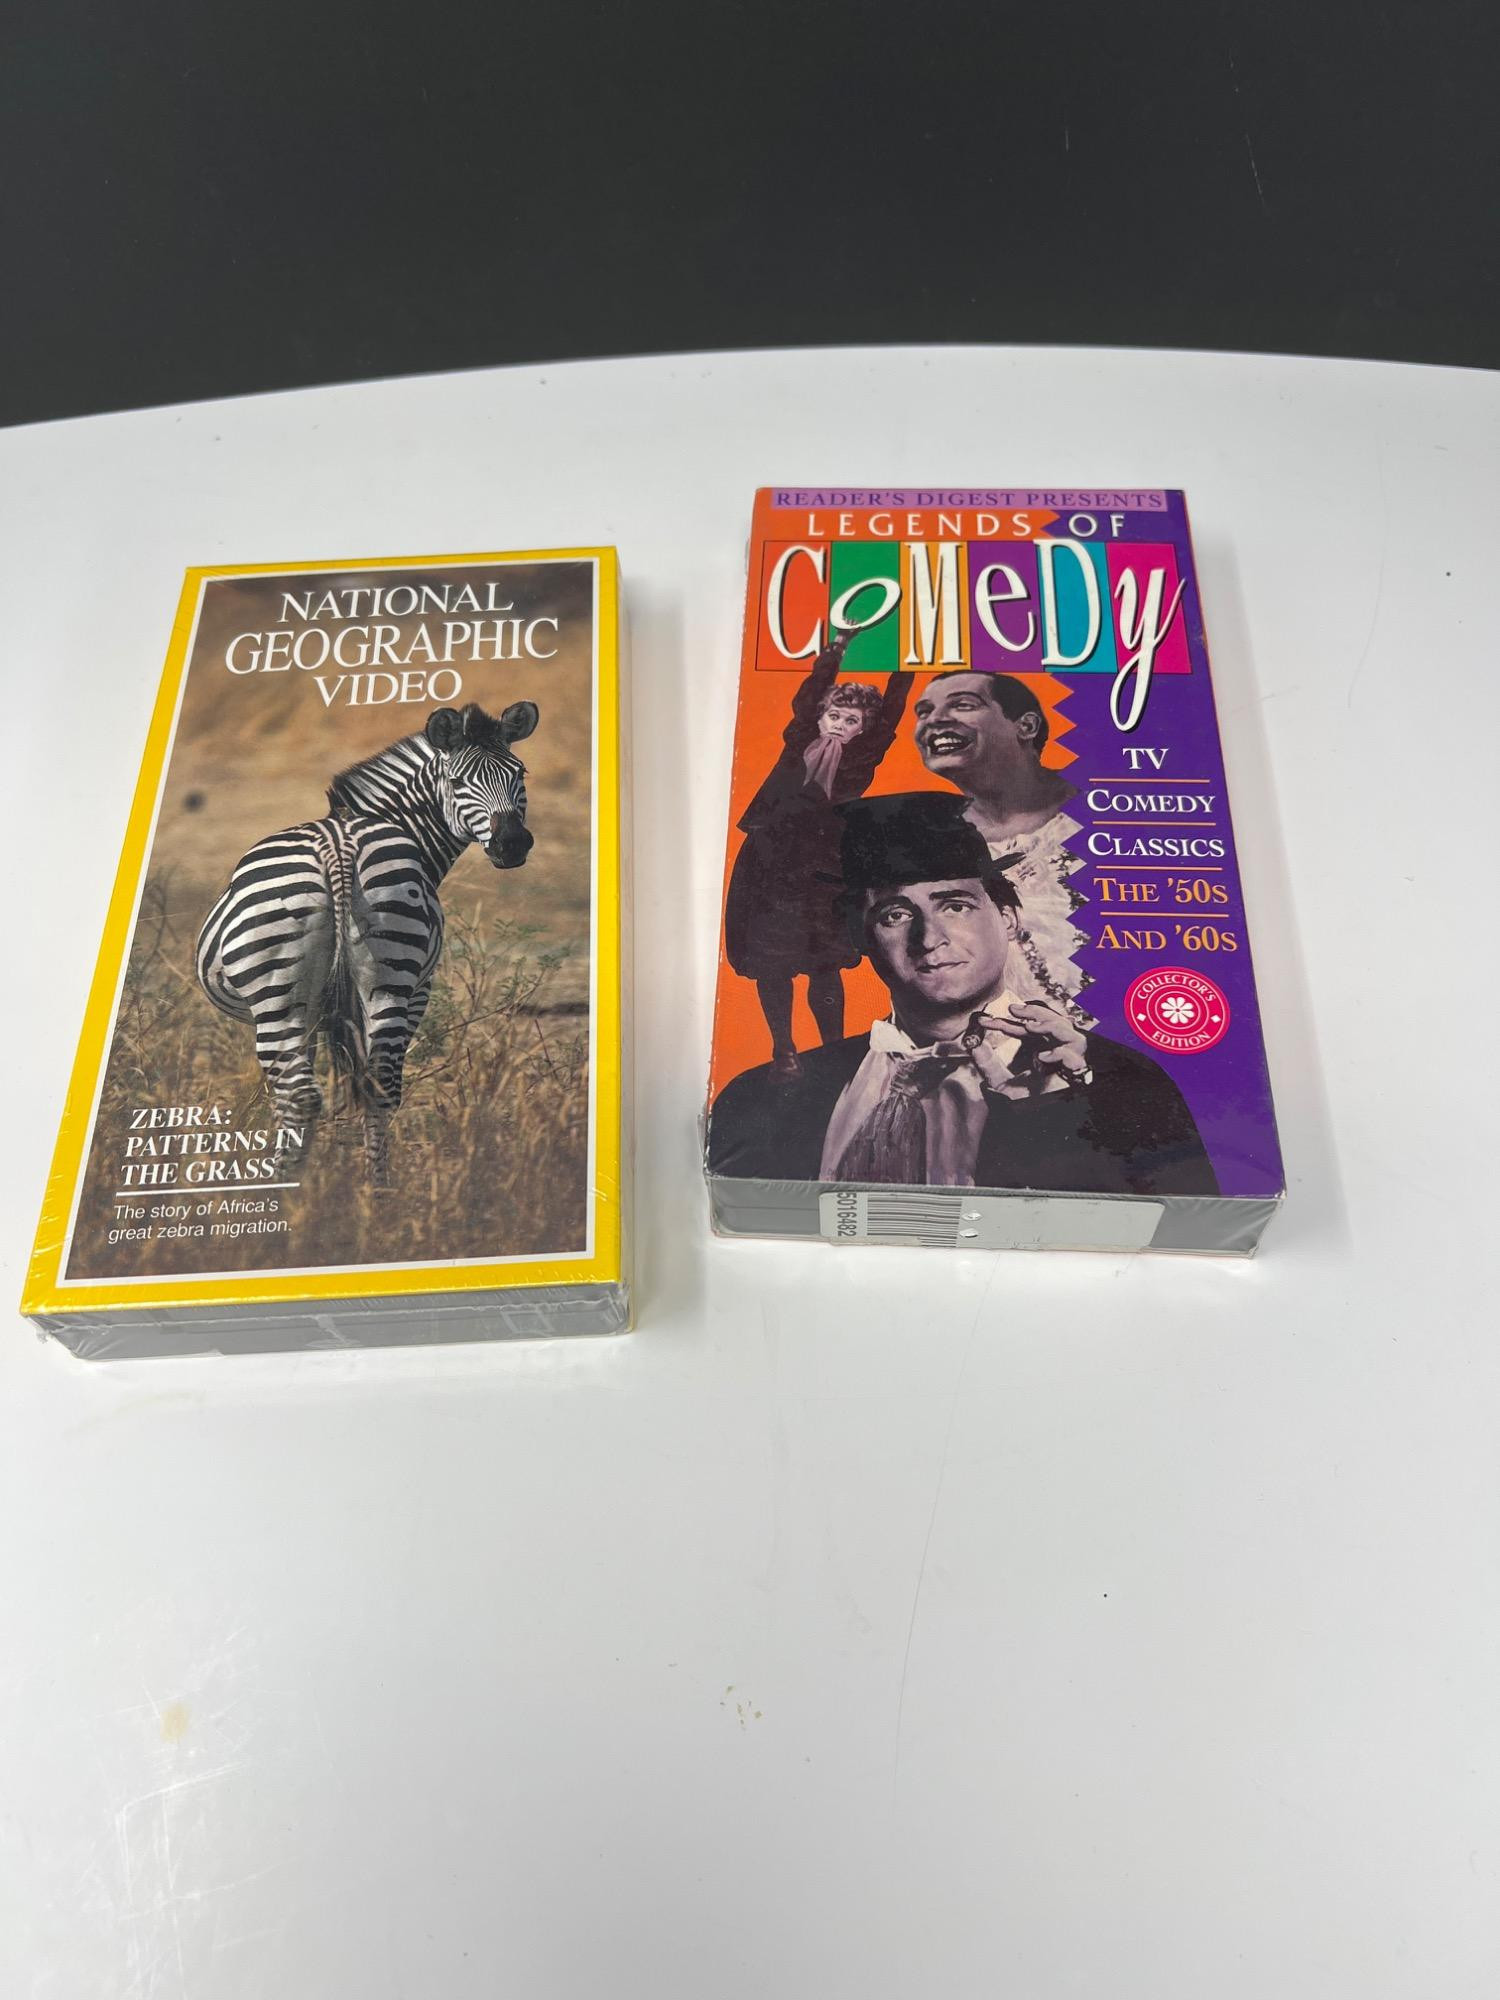 NATIONAL
GEOGRAPHIC
VIDEO
ZEBRA:
PATTERNS IN
THE GRASS
The story of Africa's
great zebra migration.
READER'S DIGEST PRESENTS
LEGENDS OF
COMEDy
TV
COMEDY
CLASSICS
THE '50S
AND '60S
COLLECTOR'S
EDITION
5016482